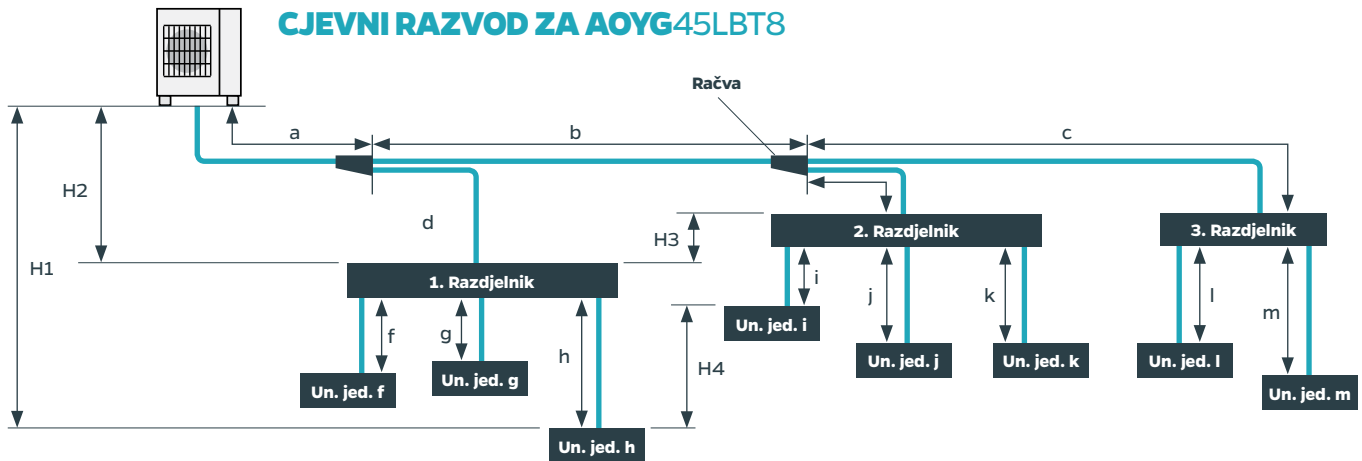 CJEVNI RAZVOD ZA AOYG45LBT8
Račva
a
b
c
H2
d
H3
2. Razdjelnik
3. Razdjelnik
H1
1. Razdjelnik
i
j
k
l
m
f
g
h
H4
Un. jed. i
Un. jed. j
Un. jed. k
Un. jed. l
Un. jed. f
Un. jed. g
Un. jed. m
Un. jed. h